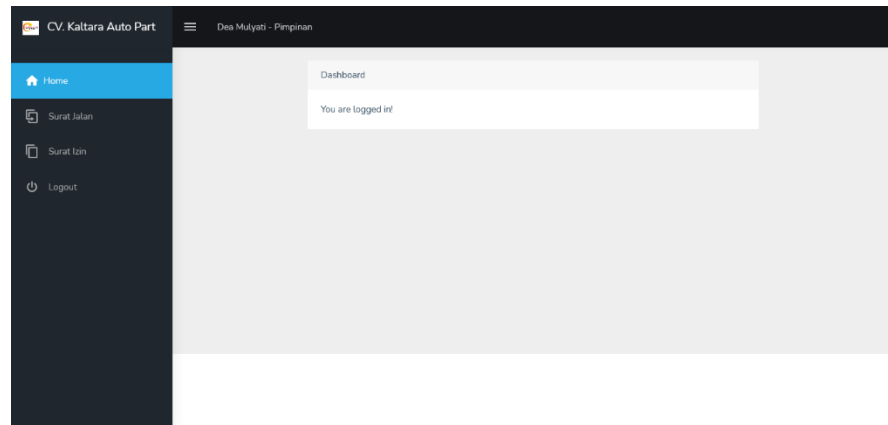 CV. Kaltara Auto Part
Dea Mulyati - Pimpinan
Home
Surat Jalan
Surat Izin
Logout
Dashboard
You are logged in!